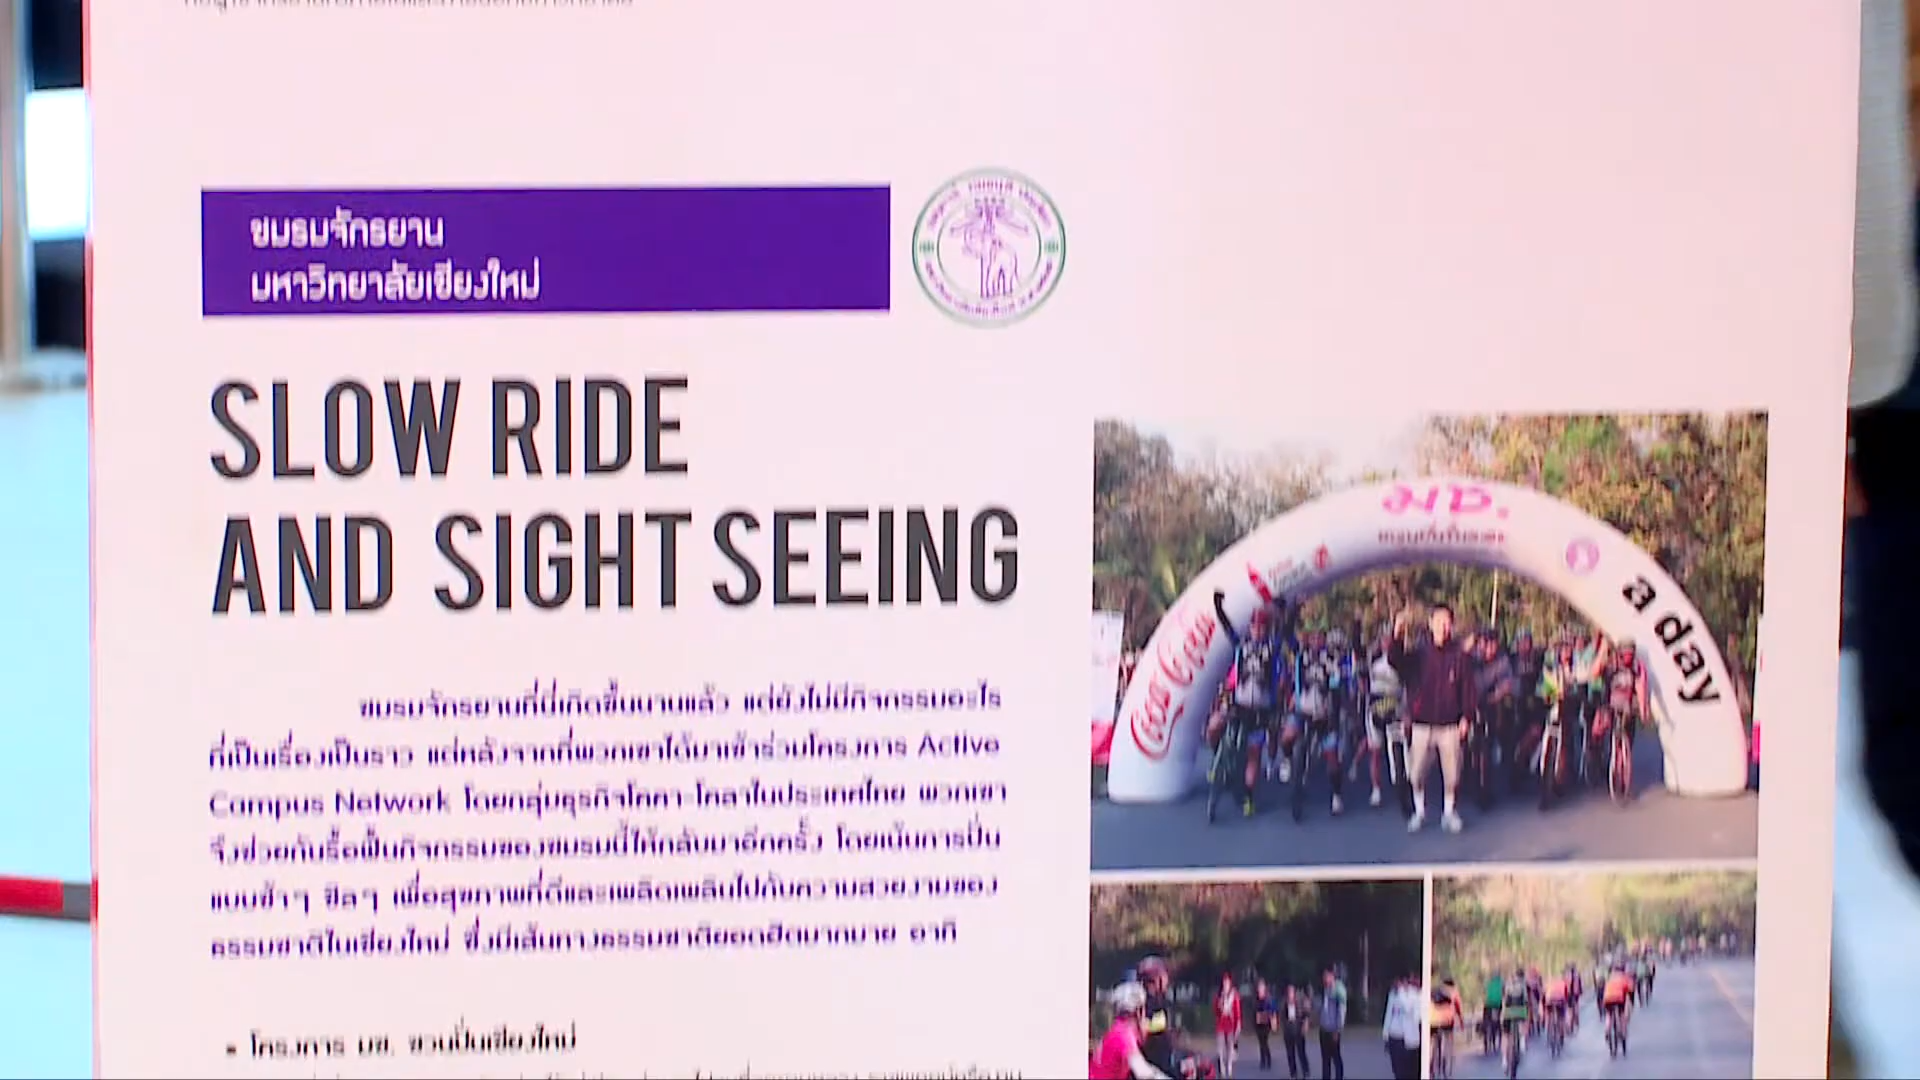 ชมรมจักรยาน
มหาวิทยาลัยเชียงใหม่
SLOW RIDE
AND SIGHT SEEING
ชมรมจักรยานที่นี่เกิดขึ้นนานแล้ว แต่ยังไม่มีกิจกรรมอะไร
ที่เป็นเรื่องเป็นราว แต่หลังจากที่พวกเขาได้มาเข้าร่วมโครงการ Active
Campus Network โดยกลุ่มธุรกิจโคคา-โคลาในประเทศไทย พวกเขา
จึงช่วยกันรื้อฟื้นกิจกรรมของชมรมนี้ให้กลับมาอีกครั้ง โดยเน้นการปั่น
แบบช้าๆ ชิลๆ เพื่อสุขภาพที่ดีและเพลิดเพลินไปกับความสวยงามของ
ธรรมชาติในเชียงใหม่ ซึ่งมีเส้นทางธรรมชาติยอดฮิตมากมาย อาทิ
- โครงการ มช. ชวนปั่นเชียงใหม่
มช.
Coca-Cola
a day